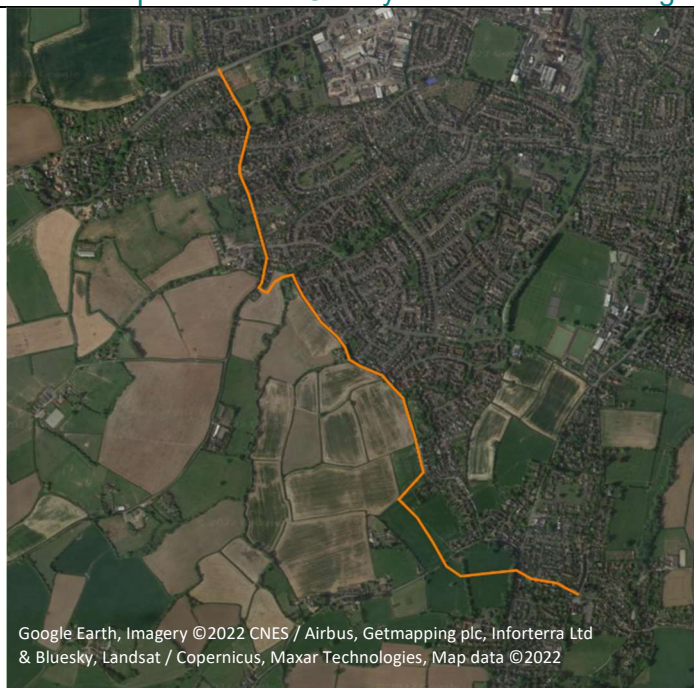 Google Earth, Imagery ©2022 CNES / Airbus, Getmapping plc, Inforterra Ltd
& Bluesky, Landsat / Copernicus, Maxar Technologies, Map data ©2022